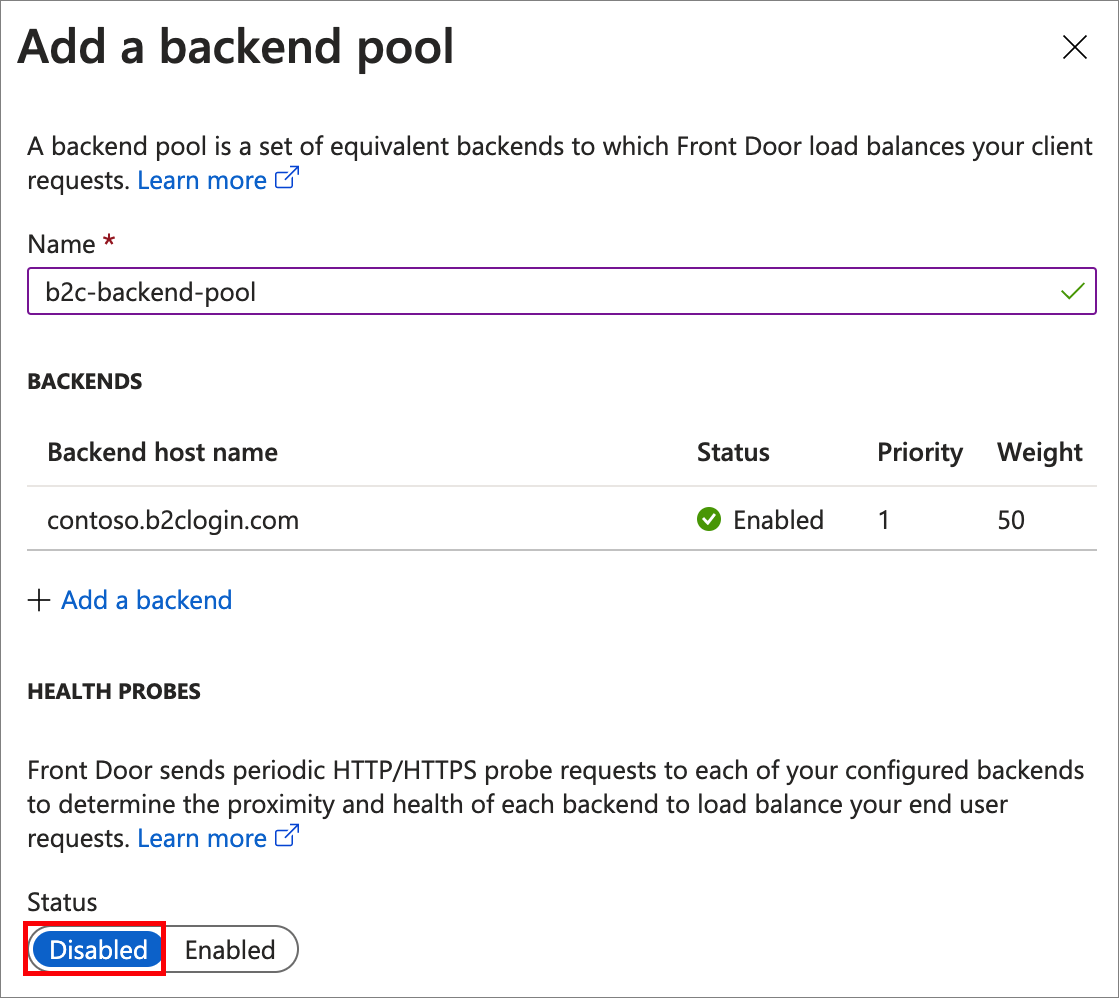 Add a backend pool
A backend pool is a set of equivalent backends to which Front Door load balances your client
requests. Learn more
Name *
b2c-backend-pool
BACKENDS
Backend host name Status Priority Weight
contoso.b2clogin.com Enabled 1 50
+ Add a backend
HEALTH PROBES
Front Door sends periodic HTTP/HTTPS probe requests to each of your configured backends
to determine the proximity and health of each backend to load balance your end user
requests. Learn more
Status
Disabled Enabled